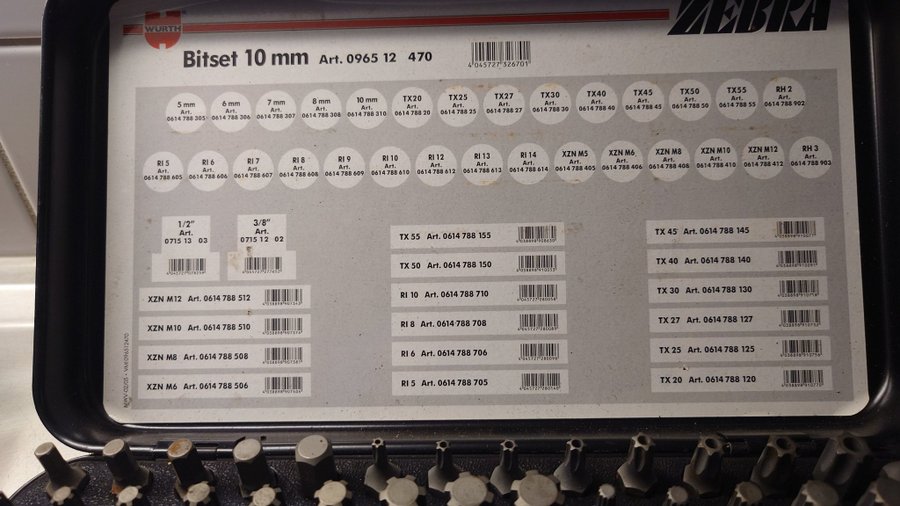 WÜRTH
ZEBRA
Bitset 10 mm Art. 0965 12 470
4 045727 326701
5 mm Art. 0614 788 305
6 mm Art. 0614 788 306
7 mm Art. 0614 788 307
8 mm Art. 0614 788 308
10 mm Art. 0614 788 310
TX20 Art. 0614 788 20
TX25 Art. 0614 788 25
TX27 Art. 0614 788 27
TX30 Art. 0614 788 30
TX40 Art. 0614 788 40
TX45 Art. 0614 788 45
TX50 Art. 0614 788 50
TX55 Art. 0614 788 55
RH 2 Art. 0614 788 902
RI 5 Art. 0614 788 605
RI 6 Art. 0614 788 606
RI 7 Art. 0614 788 607
RI 8 Art. 0614 788 608
RI 9 Art. 0614 788 609
RI 10 Art. 0614 788 610
RI 12 Art. 0614 788 612
RI 13 Art. 0614 788 613
RI 14 Art. 0614 788 614
XZN M5 Art. 0614 788 405
XZN M6 Art. 0614 788 406
XZN M8 Art. 0614 788 408
XZN M10 Art. 0614 788 410
XZN M12 Art. 0614 788 412
RH 3 Art. 0614 788 903
1/2" Art. 0715 13 03
3/8" Art. 0715 12 02
XZN M12 Art. 0614 788 512
XZN M10 Art. 0614 788 510
XZN M8 Art. 0614 788 508
XZN M6 Art. 0614 788 506
TX 55 Art. 0614 788 155
TX 50 Art. 0614 788 150
RI 10 Art. 0614 788 710
RI 8 Art. 0614 788 708
RI 6 Art. 0614 788 706
RI 5 Art. 0614 788 705
TX 45 Art. 0614 788 145
TX 40 Art. 0614 788 140
TX 30 Art. 0614 788 130
TX 27 Art. 0614 788 127
TX 25 Art. 0614 788 125
TX 20 Art. 0614 788 120